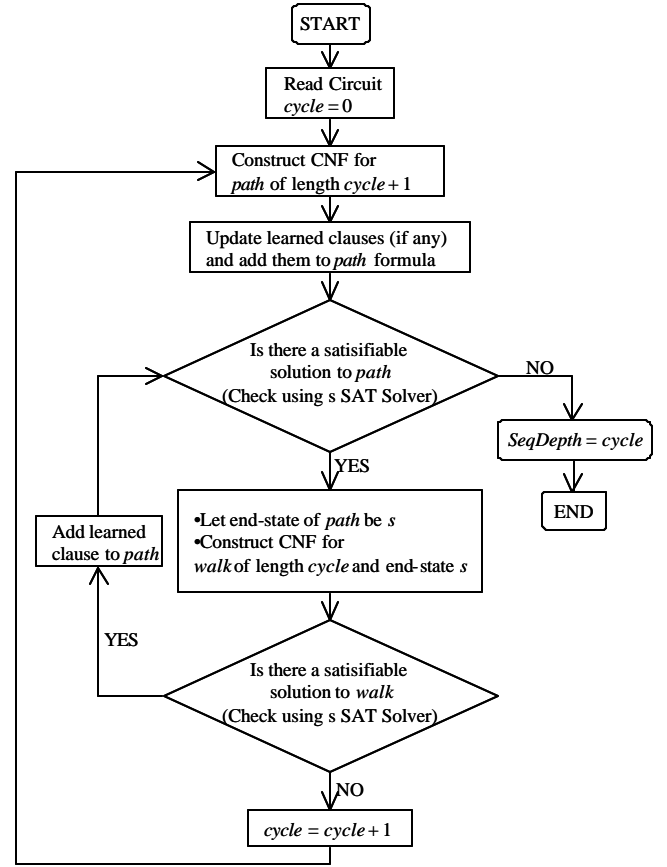 START
Read Circuit
cycle = 0
Construct CNF for
path of length cycle + 1
Update learned clauses (if any)
and add them to path formula
Is there a satisifiable
solution to path
(Check using s SAT Solver)
NO
SeqDepth = cycle
END
YES
•Let end-state of path be s
•Construct CNF for
walk of length cycle and end-state s
Add learned
clause to path
YES
Is there a satisifiable
solution to walk
(Check using s SAT Solver)
NO
cycle = cycle + 1